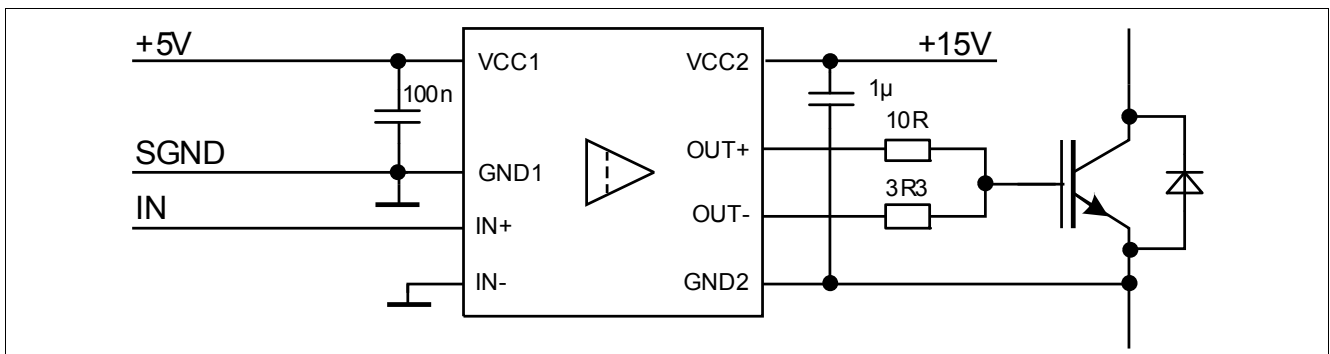 +5V
VCC1
VCC2
+15V
100n
1µ
10R
SGND
GND1
OUT+
3R3
IN
IN+
OUT-
IN-
GND2